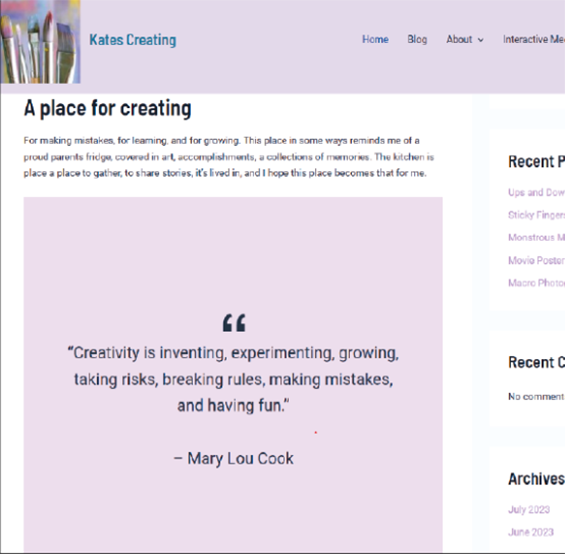 Kates Creating
Home Blog About Interactive
A place for creating
For making mistakes, for learning, and for growing. This place in some ways reminds me of a
proud parents fridge, covered in art, accomplishments, a collections of memories. The kitchen is
place a place to gather, to share stories, it's lived in, and I hope this place becomes that for me.
“
“Creativity is inventing, experimenting, growing,
taking risks, breaking rules, making mistakes,
and having fun.”
– Mary Lou Cook
Recent P
Ups and Dow
Sticky Fingers
Monstrous M
Movie Poster
Macro Photo
Recent C
No comment
Archives
July 2023
June 2023